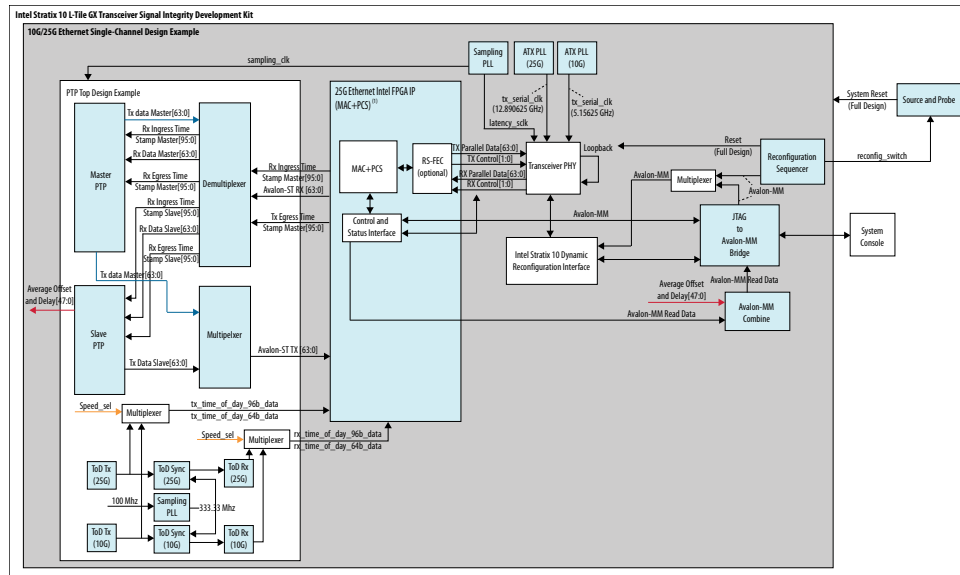 Intel Stratix 10 L-Tile GX Transceiver Signal Integrity Development Kit
10G/25G Ethernet Single-Channel Design Example
sampling_clk
Sampling
PLL
ATX PLL
(25G)
ATX PLL
(10G)
tx_serial_clk
(12.890625 GHz)
tx_serial_clk
(5.15625 GHz)
latency_sclk
Loopback
PTP Top Design Example
Tx data Master[63:0]
Rx Ingress Time
Stamp Master[95:0]
Rx Data Master[63:0]
Rx Egress Time
Stamp Master[95:0]
Rx Ingress Time
Stamp Slave[95:0]
Rx Data Slave[63:0]
Rx Egress Time
Stamp Slave[95:0]
Master
PTP
Demultiplexer
Tx data Master[63:0]
Average Offset
and Delay[47:0]
Slave
PTP
Multipelxer
Tx Data Slave[63:0]
Rx Ingress Time
Stamp Master[95:0]
Avalon-ST RX [63:0]
Tx Egress Time
Stamp Master[95:0]
Avalon-ST TX [63:0]
25G Ethernet Intel FPGA IP
(MAC+PCS) (1)
MAC+PCS
RS-FEC
(optional)
Control and
Status Interface
TX Parallel Data[63:0]
TX Control[1:0]
RX Parallel Data[63:0]
RX Control[1:0]
Transceiver PHY
Avalon-MM
Intel Stratix 10 Dynamic
Reconfiguration Interface
Reset
(Full Design)
Avalon-MM
Multiplexer
Avalon-MM
Reconfiguration
Sequencer
System Reset
(Full Design)
Source and Probe
reconfig_switch
JTAG
to
Avalon-MM
Bridge
System
Console
Avalon-MM Read Data
Average Offset
and Delay[47:0]
Avalon-MM Read Data
Avalon-MM
Combine
Speed_sel
Multiplexer
tx_time_of_day_96b_data
tx_time_of_day_64b_data
Speed_sel
Multiplexer
rx_time_of_day_96b_data
rx_time_of_day_64b_data
ToD Tx
(25G)
ToD Sync
(25G)
ToD Rx
(25G)
100 Mhz
Sampling
PLL
333.33 Mhz
ToD Tx
(10G)
ToD Sync
(10G)
ToD Rx
(10G)